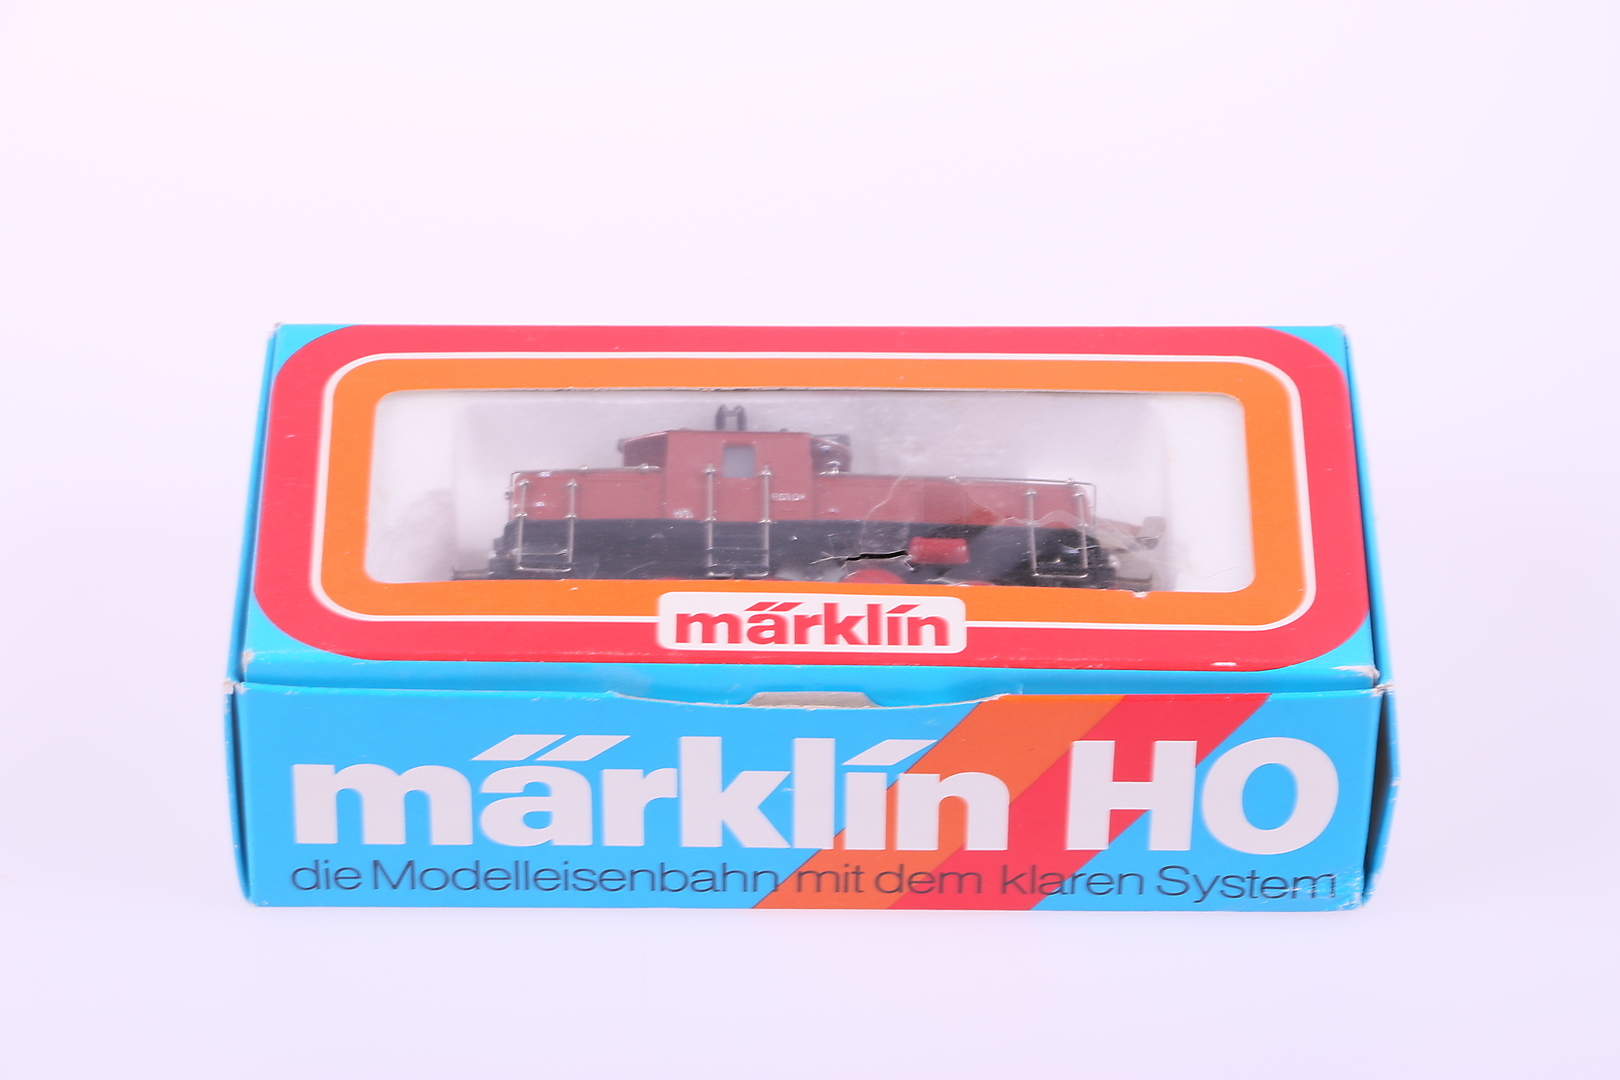 märklin
märklin HO
die Modelleisenbahn mit dem klaren System